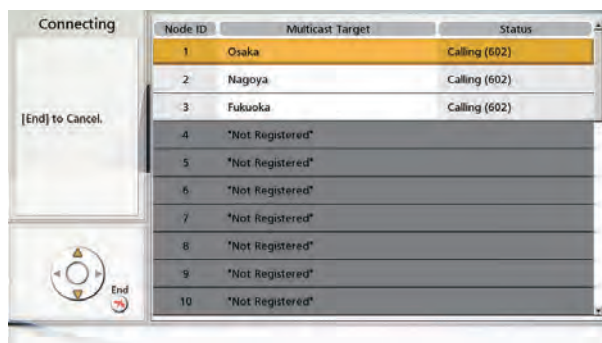 Connecting
[End] to Cancel.
End
Node ID Multicast Target Status
1 Osaka Calling (602)
2 Nagoya Calling (602)
3 Fukuoka Calling (602)
4 *Not Registered*
5 *Not Registered*
6 *Not Registered*
7 *Not Registered*
8 *Not Registered*
9 *Not Registered*
10 *Not Registered*